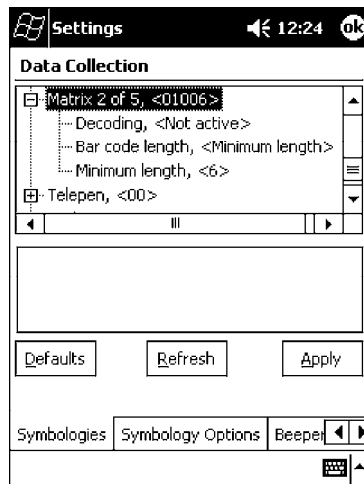 Settings 12:24 ok
Data Collection
Matrix 2 of 5, <01006>
Decoding, <Not active>
Bar code length, <Minimum length>
Minimum length, <6>
Telepen, <00>
Defaults Refresh Apply
Symbologies Symbology Options Beeper